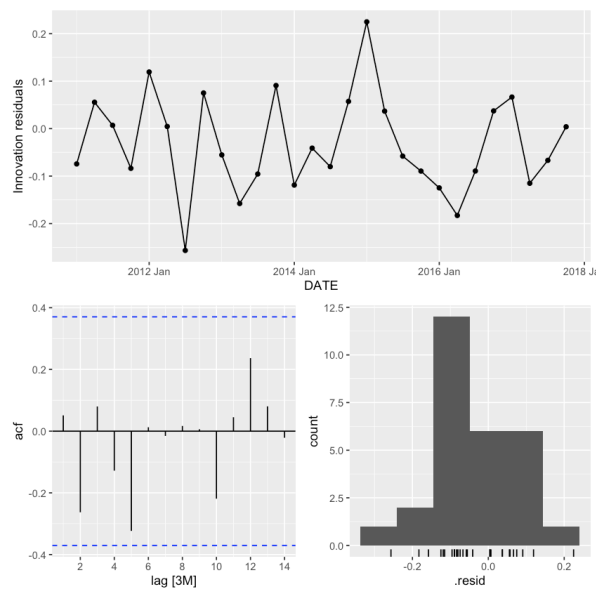 0.2
0.1
0.0
-0.1
-0.2
Innovation residuals
2012 Jan
2014 Jan
2016 Jan
2018 Ja
DATE
0.4
0.2
0.0
-0.2
-0.4
acf
2
4
6
8
10
12
14
lag [3M]
12.5
10.0
7.5
5.0
2.5
0.0
count
-0.2
0.0
0.2
.resid